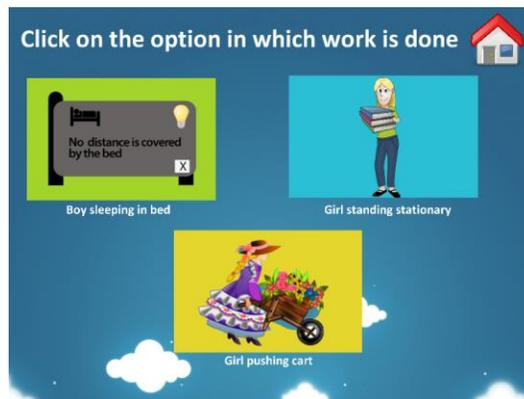 Click on the option in which work is done
No distance is covered
by the bed
X
Boy sleeping in bed
Girl standing stationary
Girl pushing cart